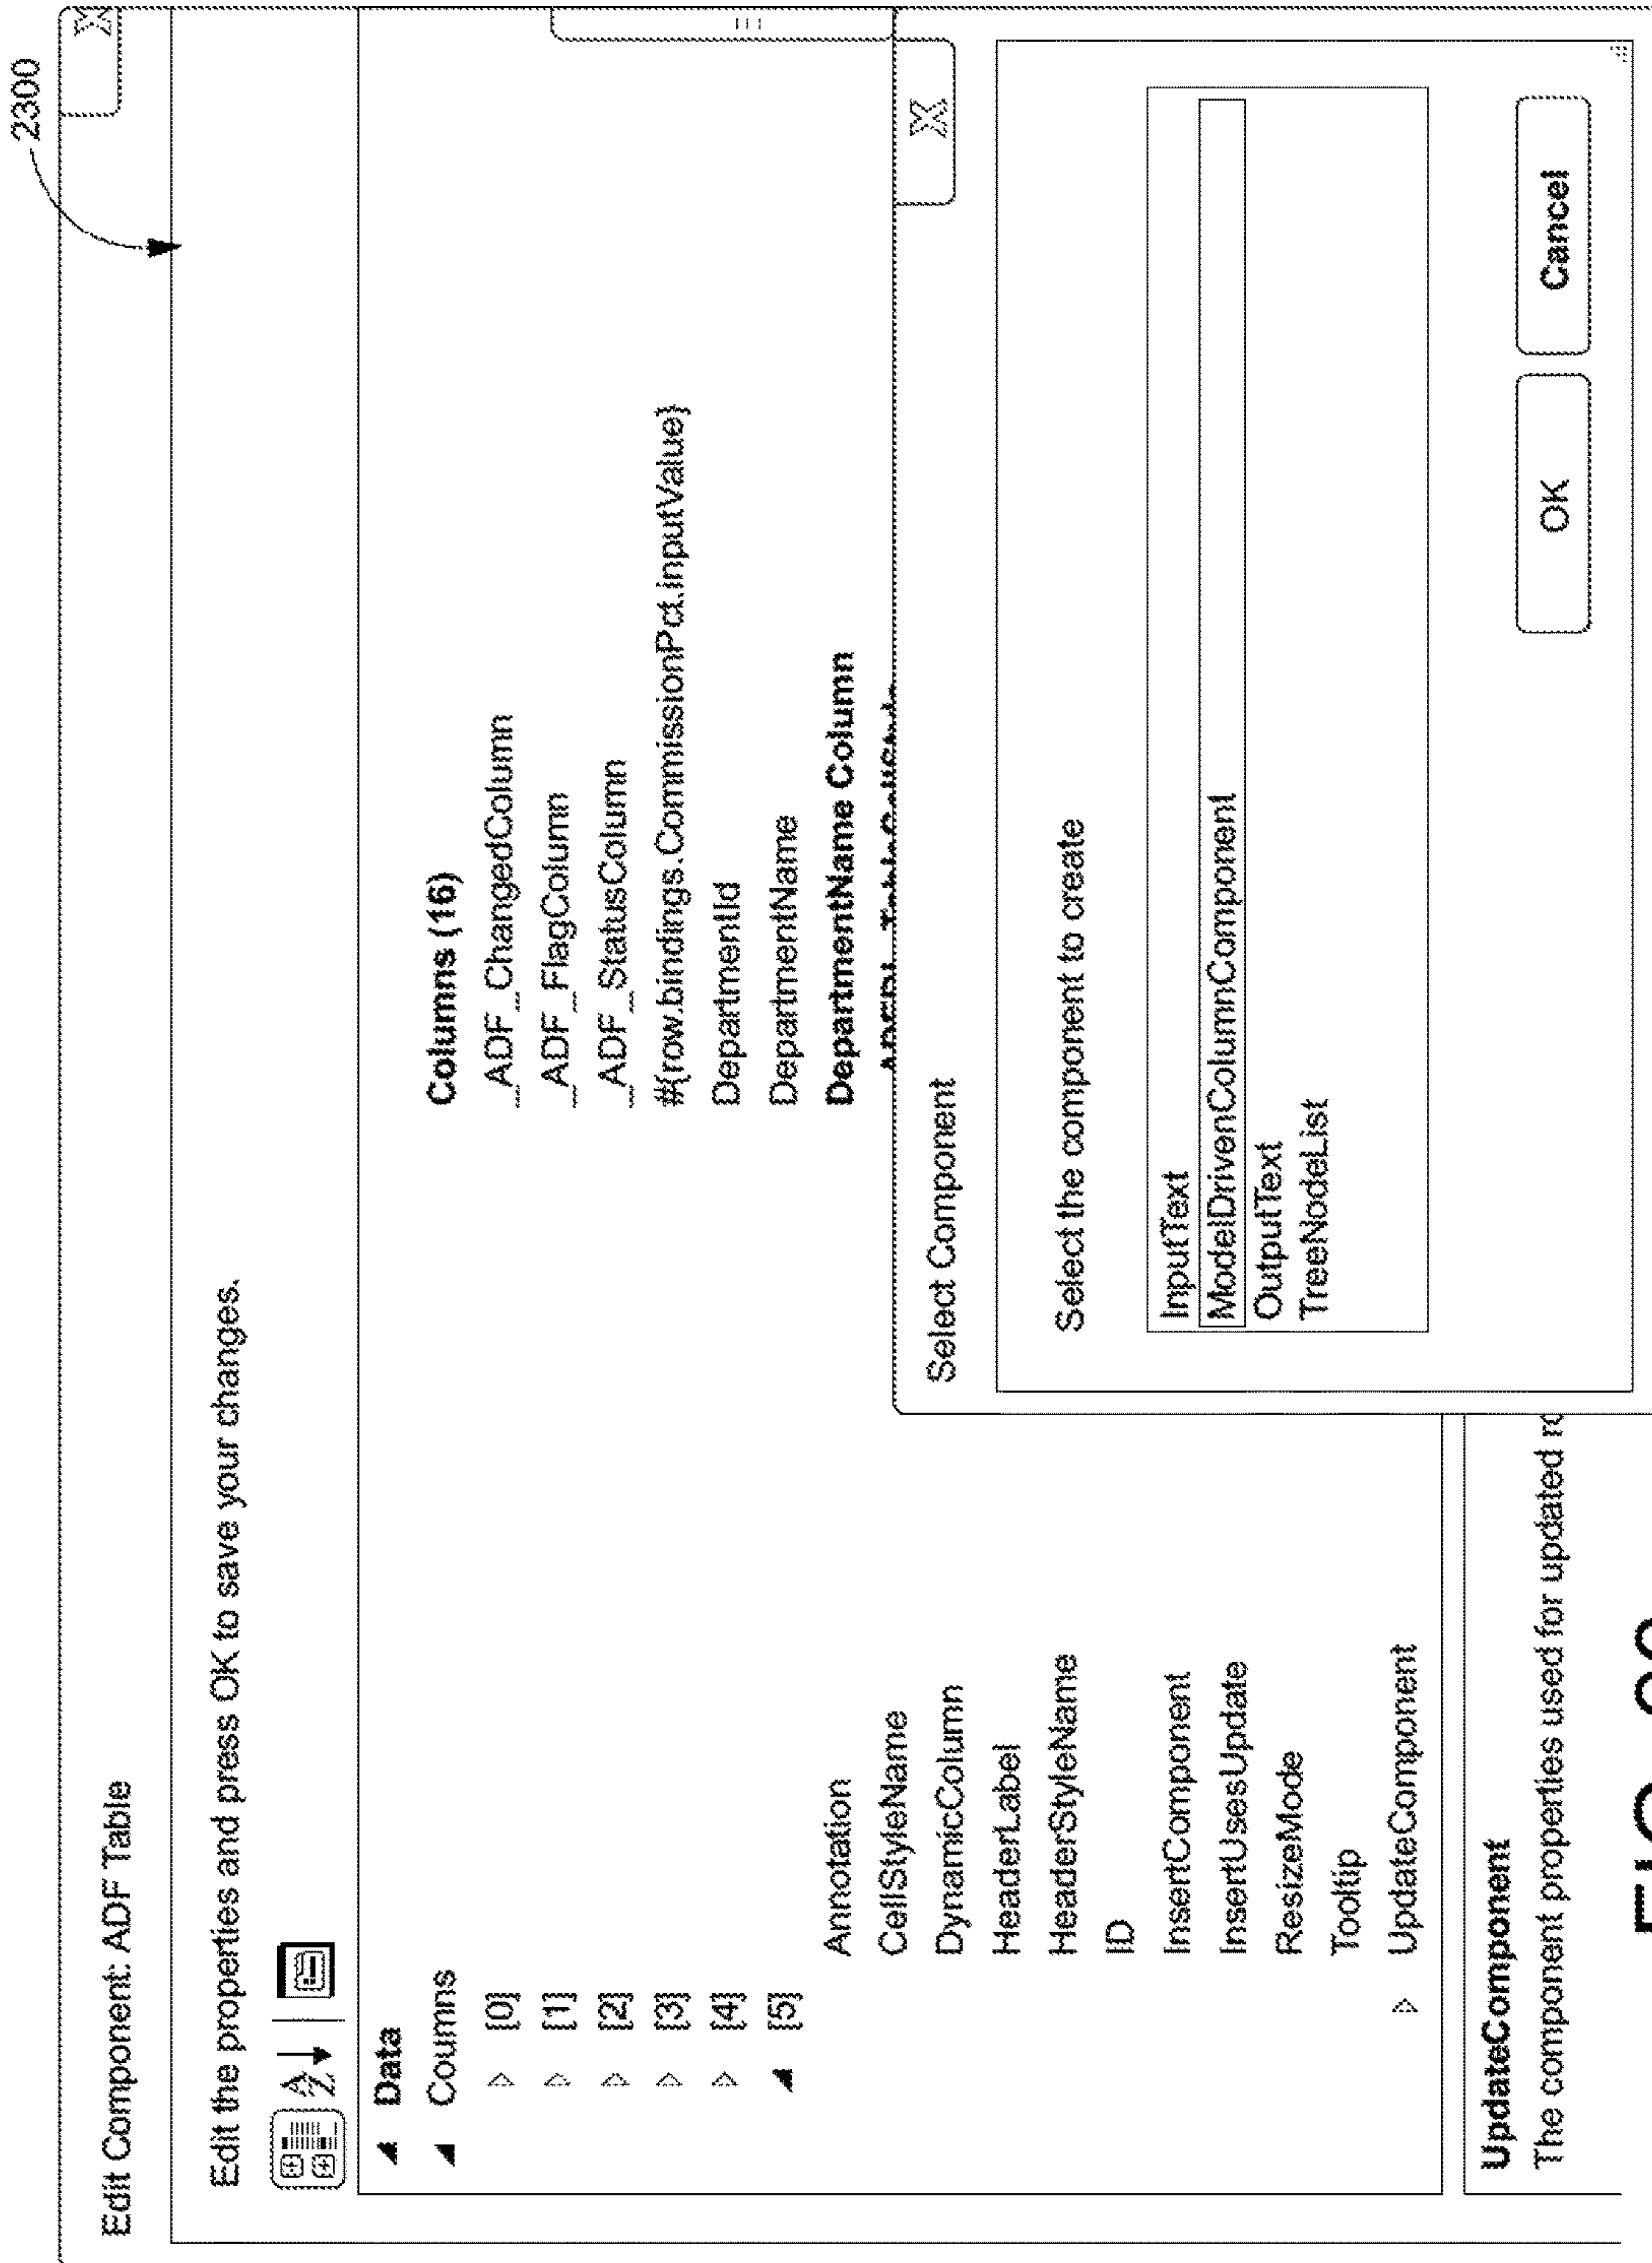 2300
Edit Component: ADF Table
X
Edit the properties and press OK to save your changes.
Data
Coumns Columns (16)
[0] _ADF_ChangedColumn
[1] _ADF_FlagColumn
[2] _ADF_StatusColumn
[3] #{row.bindings.CommissionPct.inputValue}
[4] DepartmentId
[5] DepartmentName
Annotation DepartmentName Column
CellStyleName
DynamicColumn
HeaderLabel
HeaderStyleName
ID
InsertComponent
InsertUsesUpdate
ResizeMode
Tooltip
UpdateComponent
Select Component
X
Select the component to create
InputText
ModelDrivenColumnComponent
OutputText
TreeNodeList
OK Cancel
UpdateComponent
The component properties used for updated